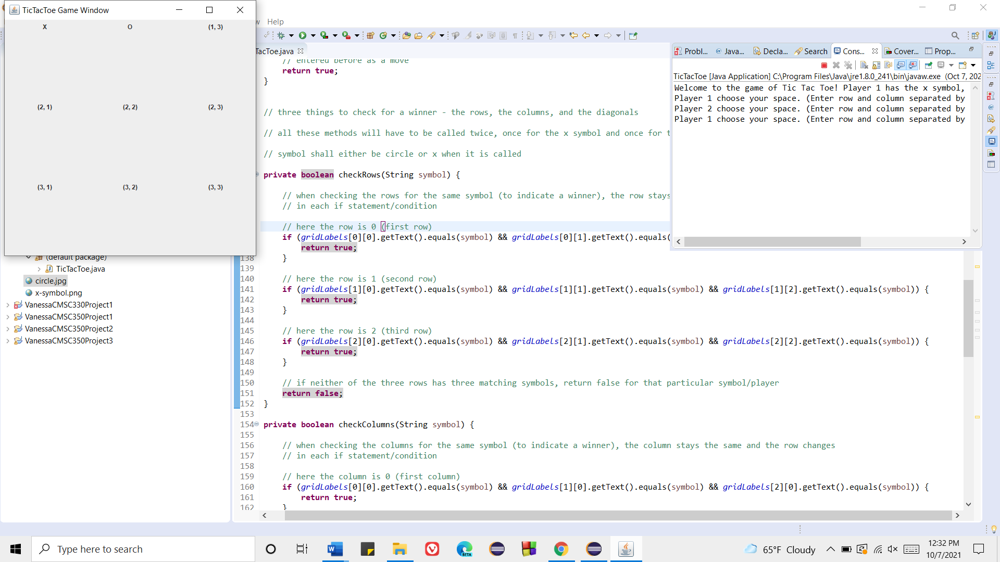 TicTacToe Game Window
X O (1, 3)
(2, 1) (2, 2) (2, 3)
(3, 1) (3, 2) (3, 3)
Help
TacToe.java
// entered before as a move
return true;
}
// three things to check for a winner - the rows, the columns, and the diagonals
// all these methods will have to be called twice, once for the x symbol and once for t
// symbol shall either be circle or x when it is called
private boolean checkRows(String symbol) {
// when checking the rows for the same symbol (to indicate a winner), the row stays
// in each if statement/condition
// here the row is 0 (first row)
if (gridLabels[0][0].getText().equals(symbol) && gridLabels[0][1].getText().equals(
return true;
138 }
139
140 // here the row is 1 (second row)
141 if (gridLabels[1][0].getText().equals(symbol) && gridLabels[1][1].getText().equals(symbol) && gridLabels[1][2].getText().equals(symbol)) {
142 return true;
143 }
144
145 // here the row is 2 (third row)
146 if (gridLabels[2][0].getText().equals(symbol) && gridLabels[2][1].getText().equals(symbol) && gridLabels[2][2].getText().equals(symbol)) {
147 return true;
148 }
149
150 // if neither of the three rows has three matching symbols, return false for that particular symbol/player
151 return false;
152 }
153
154 private boolean checkColumns(String symbol) {
155
156 // when checking the columns for the same symbol (to indicate a winner), the column stays the same and the row changes
157 // in each if statement/condition
158
159 // here the column is 0 (first column)
160 if (gridLabels[0][0].getText().equals(symbol) && gridLabels[1][0].getText().equals(symbol) && gridLabels[2][0].getText().equals(symbol)) {
161 return true;
162 }
Probl... Java... Decla... Search Cons... Cover... Prop...
TicTacToe [Java Application] C:\Program Files\Java\jre1.8.0_241\bin\javaw.exe (Oct 7, 202
Welcome to the game of Tic Tac Toe! Player 1 has the x symbol,
Player 1 choose your space. (Enter row and column separated by
Player 2 choose your space. (Enter row and column separated by
Player 1 choose your space. (Enter row and column separated by
(default package)
TicTacToe.java
circle.jpg
x-symbol.png
VanessaCMSC330Project1
VanessaCMSC350Project1
VanessaCMSC350Project2
VanessaCMSC350Project3
Type here to search
BETA
65°F Cloudy
12:32 PM
10/7/2021